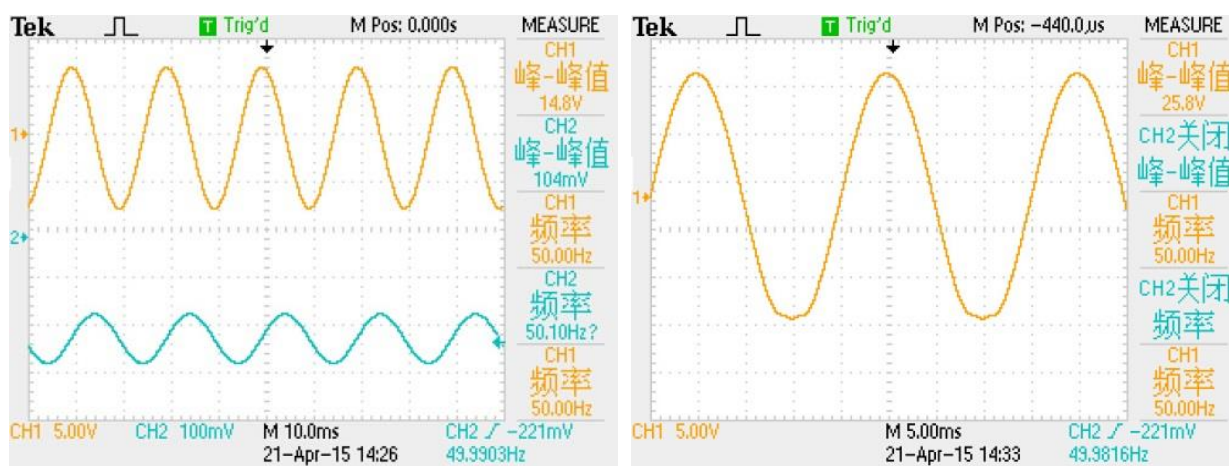 Tek T Trig'd M Pos: 0.000s MEASURE
CH1
峰-峰值
14.8V
CH2
峰-峰值
104mV
CH1
频率
50.00Hz
CH2
频率
50.10Hz?
CH1
频率
50.00Hz
1
2
CH1 5.00V CH2 100mV M 10.0ms CH2 -221mV
21-Apr-15 14:26 49.9903Hz
Tek T Trig'd M Pos: -440.0µs MEASURE
CH1
峰-峰值
25.8V
CH2关闭
峰-峰值
CH1
频率
50.00Hz
CH2关闭
频率
CH1
频率
50.00Hz
1
CH1 5.00V M 5.00ms CH2 -221mV
21-Apr-15 14:33 49.9816Hz